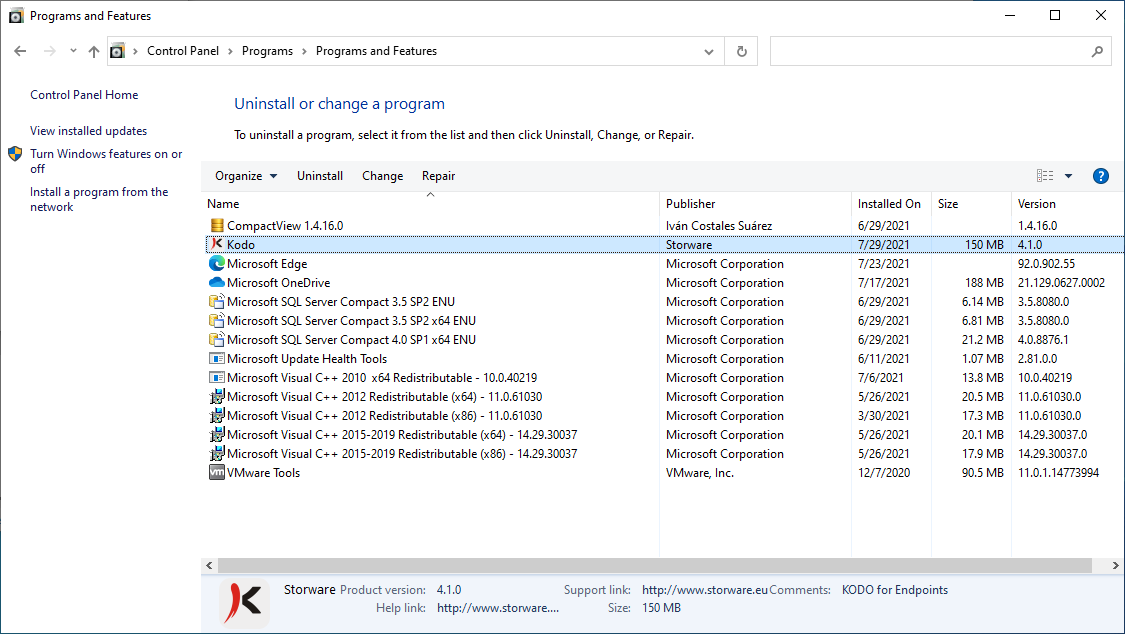 Programs and Features
Control Panel > Programs > Programs and Features
Control Panel Home
View installed updates
Turn Windows features on or
off
Install a program from the
network
Uninstall or change a program
To uninstall a program, select it from the list and then click Uninstall, Change, or Repair.
Organize Uninstall Change Repair ?
Name Publisher Installed On Size Version
CompactView 1.4.16.0 Iván Costales Suárez 6/29/2021 1.4.16.0
Kodo Storware 7/29/2021 150 MB 4.1.0
Microsoft Edge Microsoft Corporation 7/23/2021 92.0.902.55
Microsoft OneDrive Microsoft Corporation 7/17/2021 188 MB 21.129.0627.0002
Microsoft SQL Server Compact 3.5 SP2 ENU Microsoft Corporation 6/29/2021 6.14 MB 3.5.8080.0
Microsoft SQL Server Compact 3.5 SP2 x64 ENU Microsoft Corporation 6/29/2021 6.81 MB 3.5.8080.0
Microsoft SQL Server Compact 4.0 SP1 x64 ENU Microsoft Corporation 6/29/2021 21.2 MB 4.0.8876.1
Microsoft Update Health Tools Microsoft Corporation 6/11/2021 1.07 MB 2.81.0.0
Microsoft Visual C++ 2010 x64 Redistributable - 10.0.40219 Microsoft Corporation 7/6/2021 13.8 MB 10.0.40219
Microsoft Visual C++ 2012 Redistributable (x64) - 11.0.61030 Microsoft Corporation 5/26/2021 20.5 MB 11.0.61030.0
Microsoft Visual C++ 2012 Redistributable (x86) - 11.0.61030 Microsoft Corporation 3/30/2021 17.3 MB 11.0.61030.0
Microsoft Visual C++ 2015-2019 Redistributable (x64) - 14.29.30037 Microsoft Corporation 5/26/2021 20.1 MB 14.29.30037.0
Microsoft Visual C++ 2015-2019 Redistributable (x86) - 14.29.30037 Microsoft Corporation 5/26/2021 17.9 MB 14.29.30037.0
vm VMware Tools VMware, Inc. 12/7/2020 90.5 MB 11.0.1.14773994
Storware Product version: 4.1.0 Support link: http://www.storware.eu Comments: KODO for Endpoints
Help link: http://www.storware.... Size: 150 MB